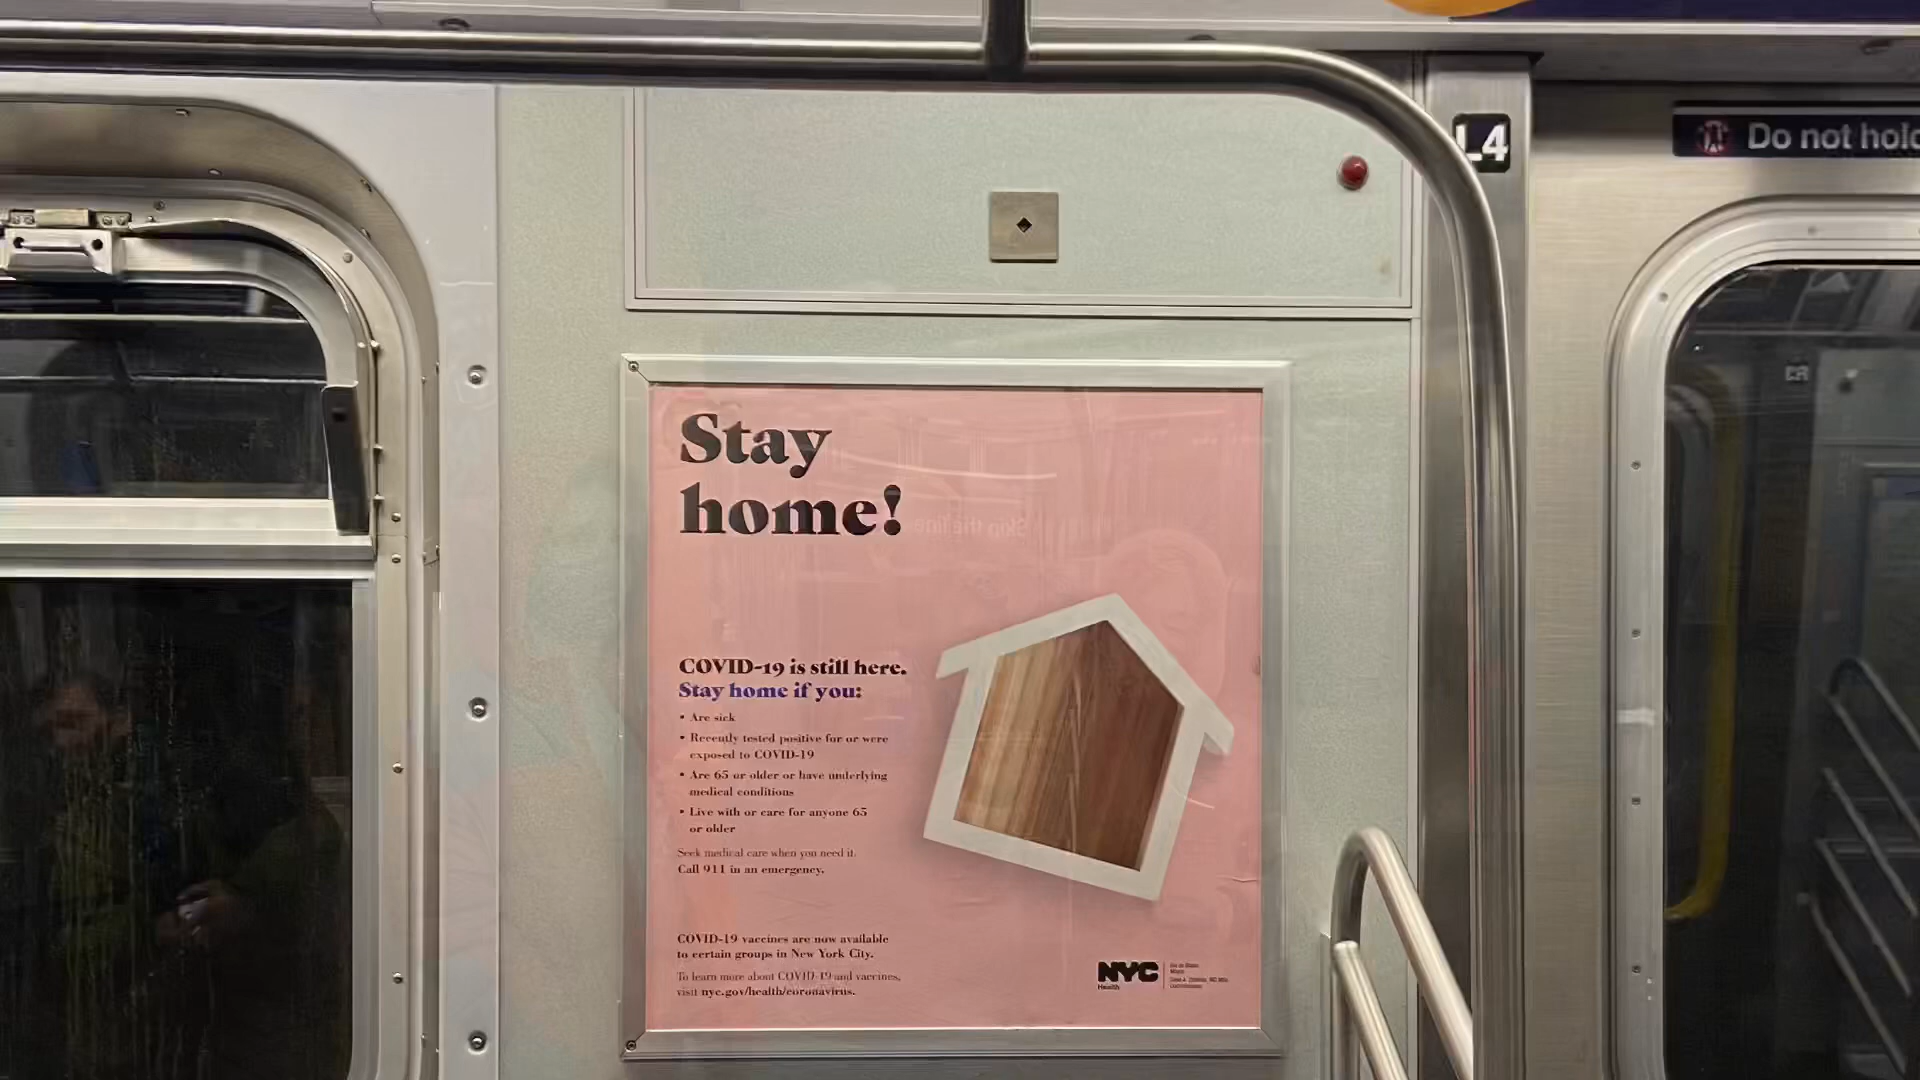 L4
Do not hold
Stay
home!
COVID-19 is still here.
Stay home if you:
• Are sick
• Recently tested positive for or were
exposed to COVID-19
• Are 65 or older or have underlying
medical conditions
• Live with or care for anyone 65
or older
Seek medical care when you need it.
Call 911 in an emergency.
COVID-19 vaccines are now available
to certain groups in New York City.
To learn more about COVID-19 and vaccines,
visit nyc.gov/health/coronavirus.
NYC
Health